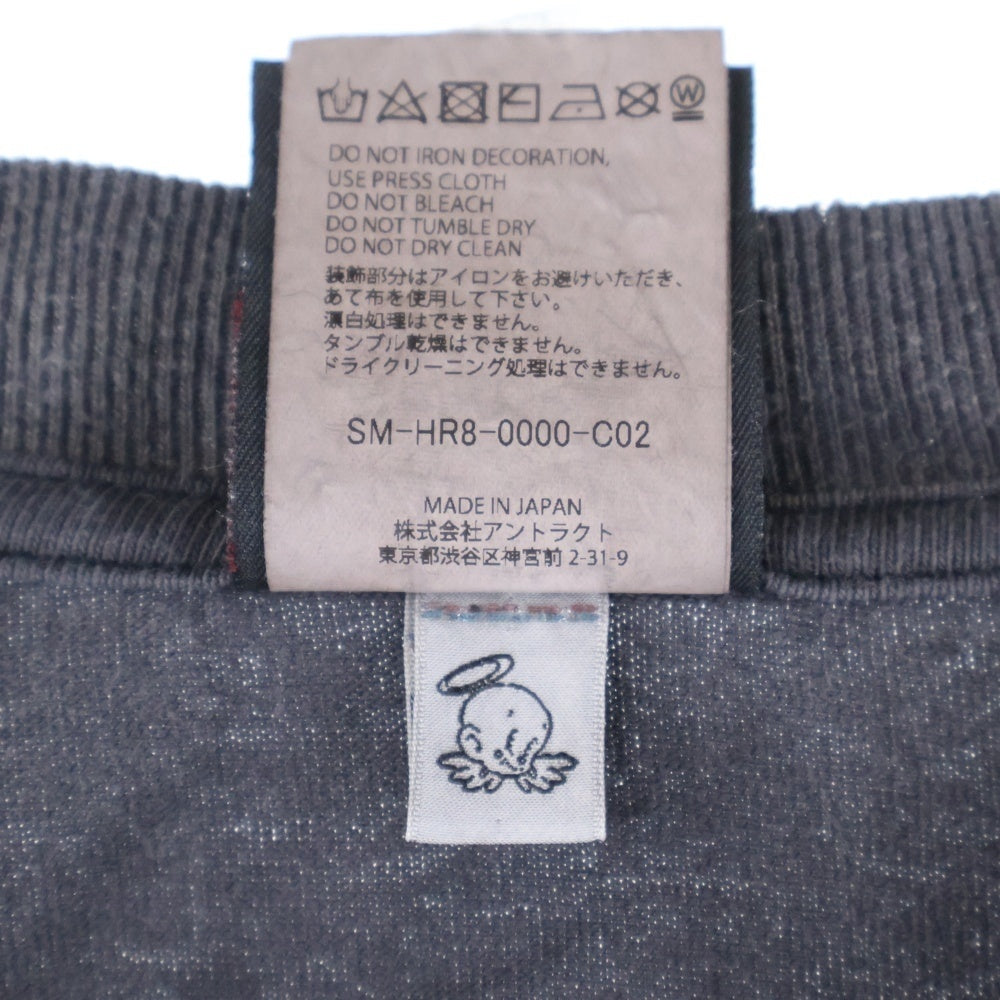 W
DO NOT IRON DECORATION,
USE PRESS CLOTH
DO NOT BLEACH
DO NOT TUMBLE DRY
DO NOT DRY CLEAN
装飾部分はアイロンをお避けいただき、
あて布を使用して下さい。
漂白処理はできません。
タンブル乾燥はできません。
ドライクリーニング処理はできません。
SM-HR8-0000-C02
MADE IN JAPAN
株式会社アントラクト
東京都渋谷区神宮前 2-31-9